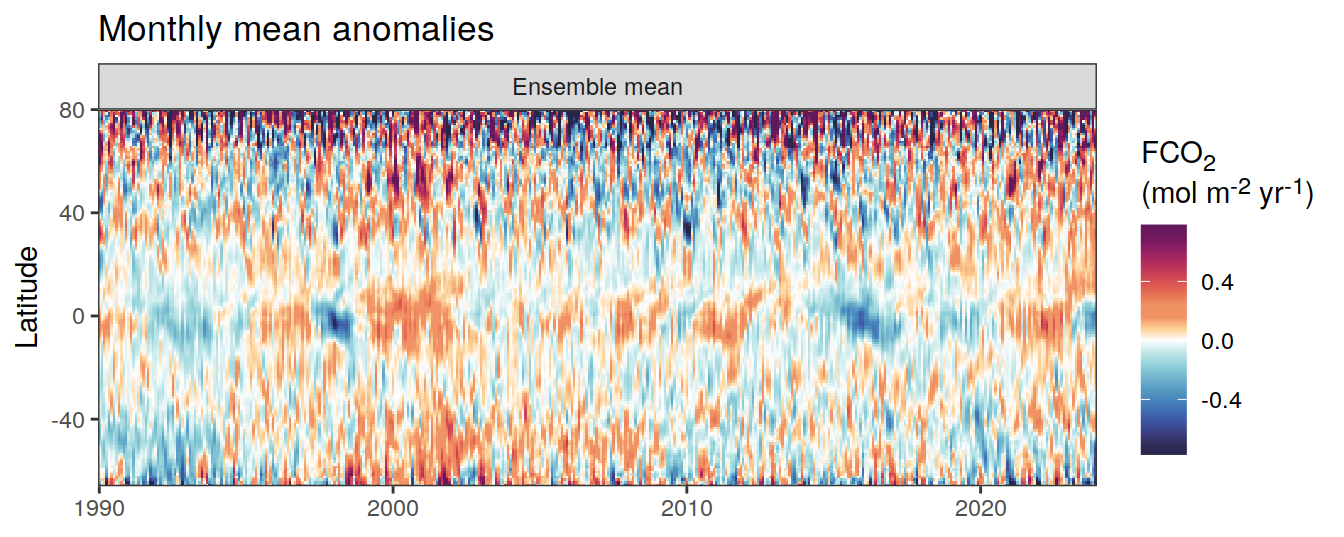 Monthly mean anomalies
Ensemble mean
80
40
0
-40
Latitude
1990
2000
2010
2020
FCO₂
(mol m⁻² yr⁻¹)
0.4
0.0
-0.4